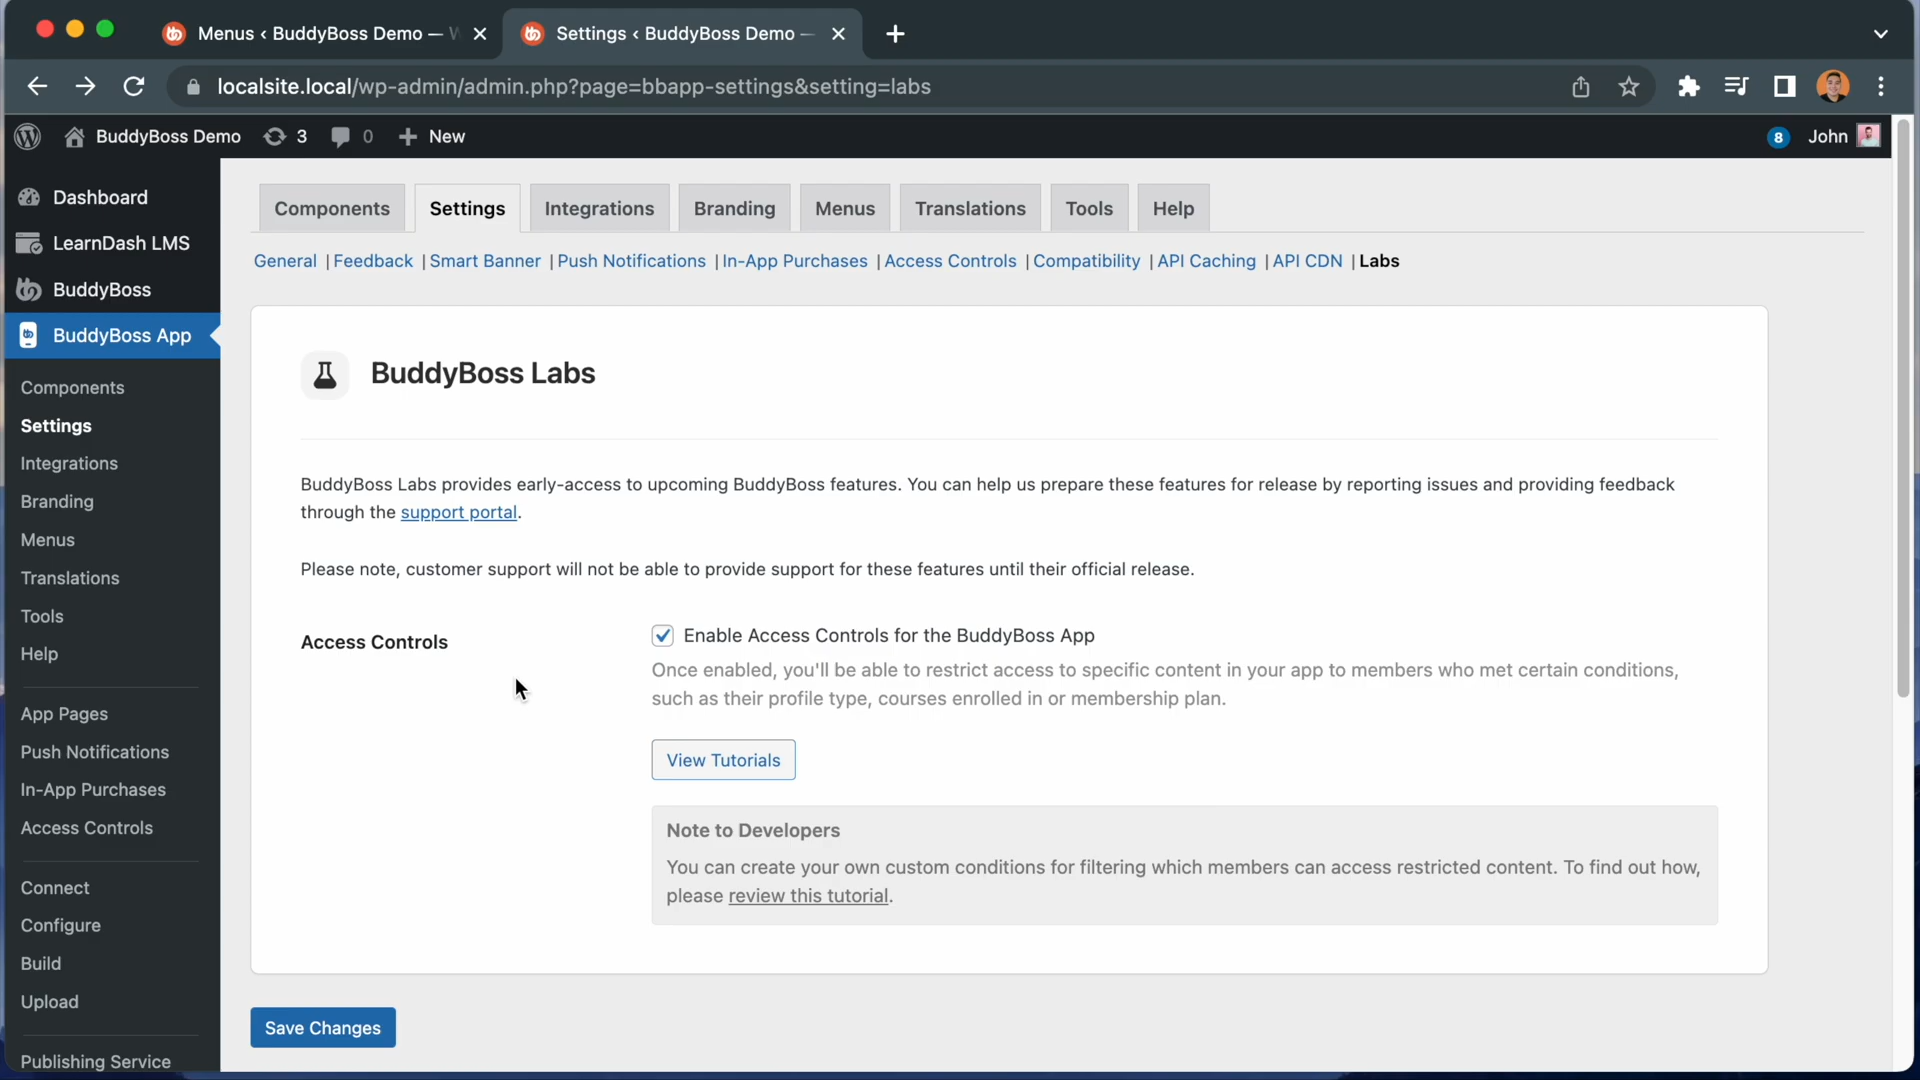 Menus ‹ BuddyBoss Demo — W
Settings ‹ BuddyBoss Demo —
localsite.local/wp-admin/admin.php?page=bbapp-settings&setting=labs
BuddyBoss Demo 3 0 New 8 John
Dashboard
LearnDash LMS
BuddyBoss
BuddyBoss App
Components
Settings
Integrations
Branding
Menus
Translations
Tools
Help
App Pages
Push Notifications
In-App Purchases
Access Controls
Connect
Configure
Build
Upload
Publishing Service
Components Settings Integrations Branding Menus Translations Tools Help
General | Feedback | Smart Banner | Push Notifications | In-App Purchases | Access Controls | Compatibility | API Caching | API CDN | Labs
BuddyBoss Labs
BuddyBoss Labs provides early-access to upcoming BuddyBoss features. You can help us prepare these features for release by reporting issues and providing feedback
through the support portal.
Please note, customer support will not be able to provide support for these features until their official release.
Access Controls
Enable Access Controls for the BuddyBoss App
Once enabled, you'll be able to restrict access to specific content in your app to members who met certain conditions,
such as their profile type, courses enrolled in or membership plan.
View Tutorials
Note to Developers
You can create your own custom conditions for filtering which members can access restricted content. To find out how,
please review this tutorial.
Save Changes